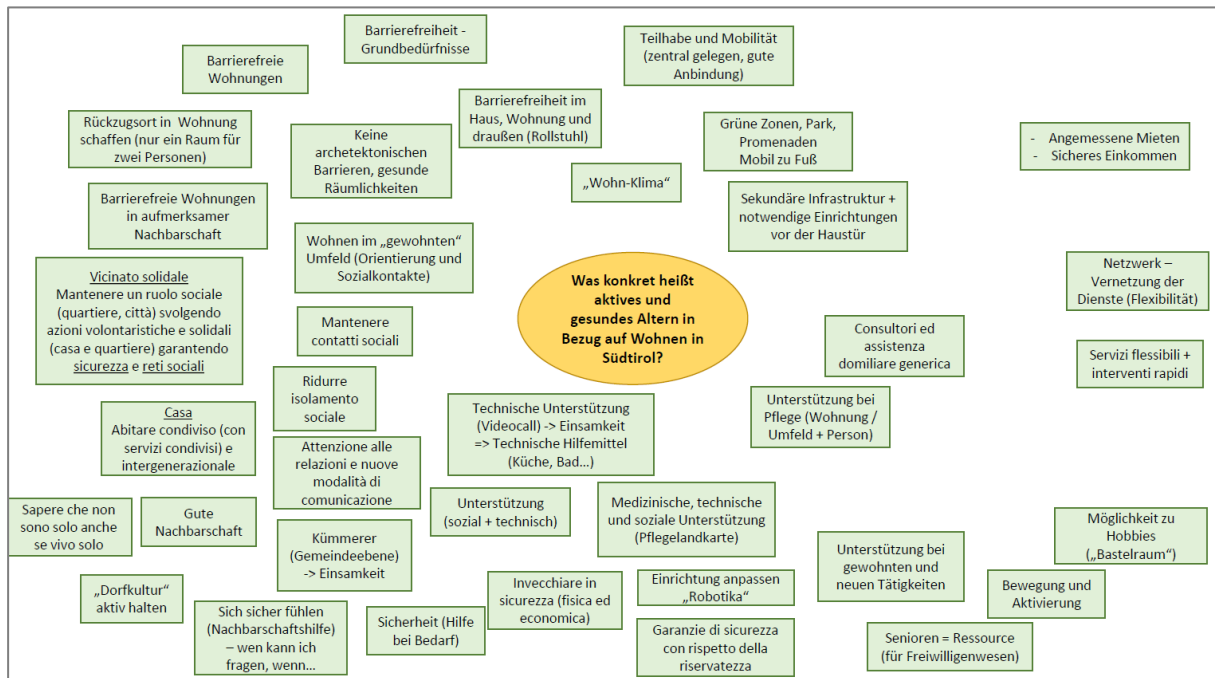 Barrierefreiheit -
Grundbedürfnisse
Teilhabe und Mobilität
(zentral gelegen, gute
Anbindung)
Barrierefreie
Wohnungen
Barrierefreiheit im
Haus, Wohnung und
draußen (Rollstuhl)
Rückzugsort in Wohnung
schaffen (nur ein Raum für
zwei Personen)
Keine
archetektonischen
Barrieren, gesunde
Räumlichkeiten
Grüne Zonen, Park,
Promenaden
Mobil zu Fuß
- Angemessene Mieten
- Sicheres Einkommen
„Wohn-Klima“
Barrierefreie Wohnungen
in aufmerksamer
Nachbarschaft
Sekundäre Infrastruktur +
notwendige Einrichtungen
vor der Haustür
Wohnen im „gewohnten“
Umfeld (Orientierung und
Sozialkontakte)
Vicinato solidale
Mantenere un ruolo sociale
(quartiere, città) svolgendo
azioni volontaristiche e solidali
(casa e quartiere) garantendo
sicurezza e reti sociali
Was konkret heißt
aktives und
gesundes Altern in
Bezug auf Wohnen in
Südtirol?
Netzwerk –
Vernetzung der
Dienste (Flexibilität)
Mantenere
contatti sociali
Consultori ed
assistenza
domiliare generica
Servizi flessibili +
interventi rapidi
Ridurre
isolamento
sociale
Technische Unterstützung
(Videocall) -> Einsamkeit
=> Technische Hilfemittel
(Küche, Bad…)
Unterstützung bei
Pflege (Wohnung /
Umfeld + Person)
Casa
Abitare condiviso (con
servizi condivisi) e
intergenerazionale
Attenzione alle
relazioni e nuove
modalità di
comunicazione
Sapere che non
sono solo anche
se vivo solo
Gute
Nachbarschaft
Unterstützung
(sozial + technisch)
Medizinische, technische
und soziale Unterstützung
(Pflegelandkarte)
Möglichkeit zu
Hobbies
(„Bastelraum“)
Kümmerer
(Gemeindeebene)
-> Einsamkeit
Unterstützung bei
gewohnten und
neuen Tätigkeiten
„Dorfkultur“
aktiv halten
Invecchiare in
sicurezza (fisica ed
economica)
Einrichtung anpassen
„Robotika“
Bewegung und
Aktivierung
Sich sicher fühlen
(Nachbarschaftshilfe)
– wen kann ich
fragen, wenn…
Sicherheit (Hilfe
bei Bedarf)
Garanzie di sicurezza
con rispetto della
riservatezza
Senioren = Ressource
(für Freiwilligenwesen)